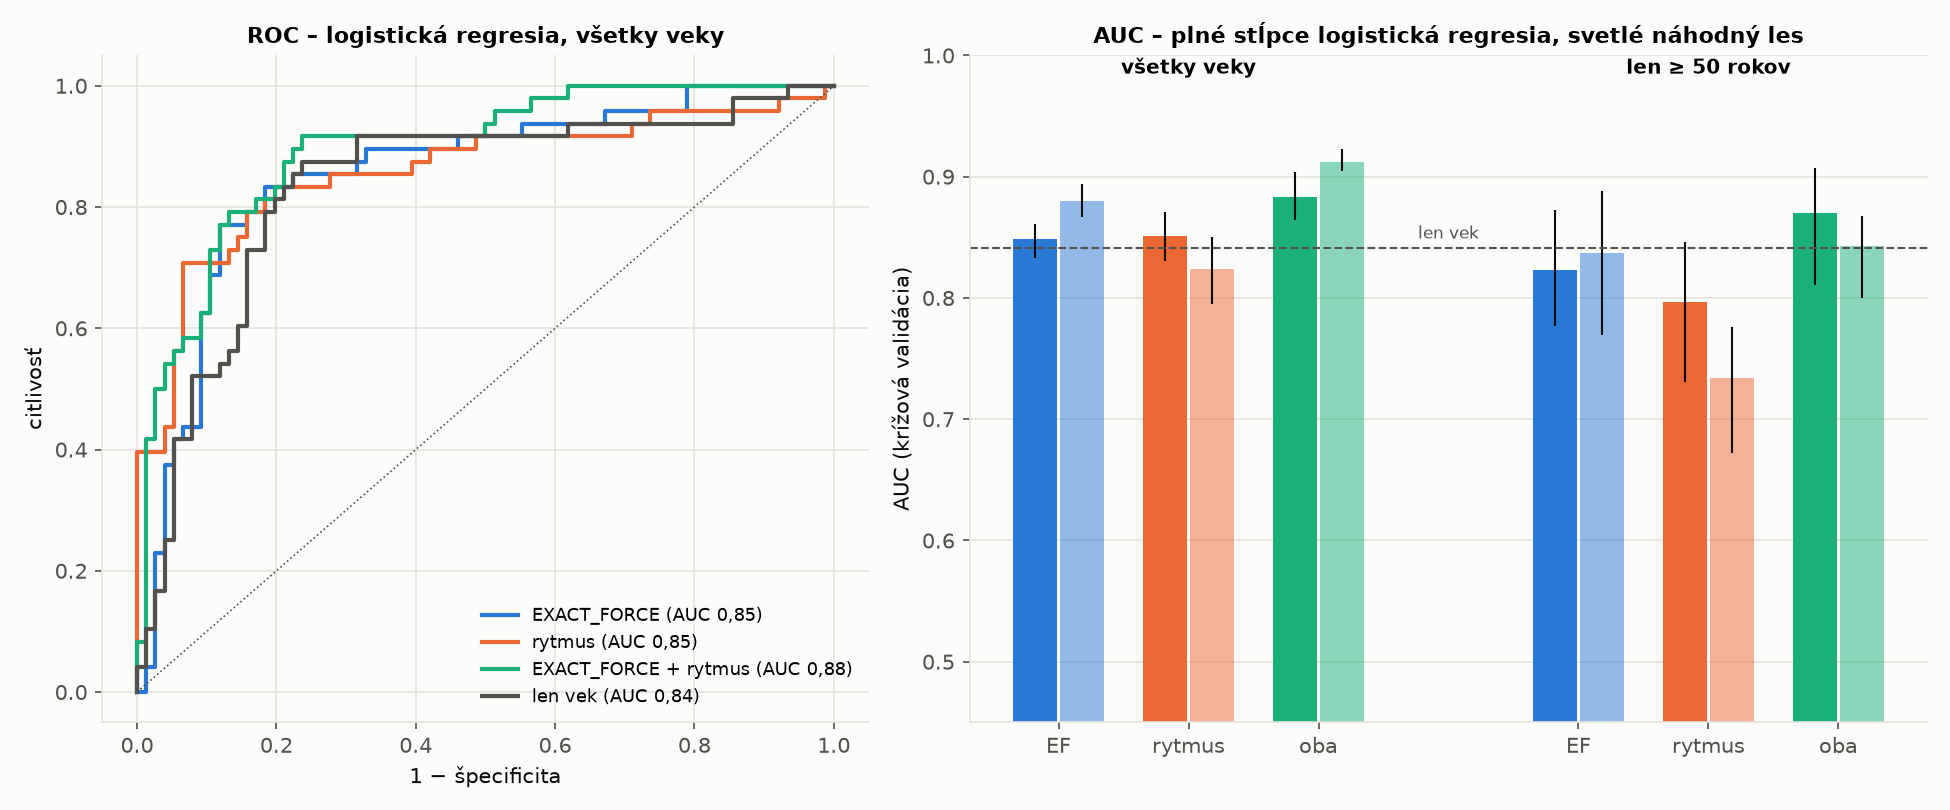 ROC – logistická regresia, všetky veky
citlivosť
1.0
0.8
0.6
0.4
0.2
0.0
EXACT_FORCE (AUC 0,85)
rytmus (AUC 0,85)
EXACT_FORCE + rytmus (AUC 0,88)
len vek (AUC 0,84)
0.0 0.2 0.4 0.6 0.8 1.0
1 − špecificita
AUC – plné stĺpce logistická regresia, svetlé náhodný les
všetky veky len ≥ 50 rokov
AUC (krížová validácia)
1.0
0.9
0.8
0.7
0.6
0.5
len vek
EF rytmus oba EF rytmus oba